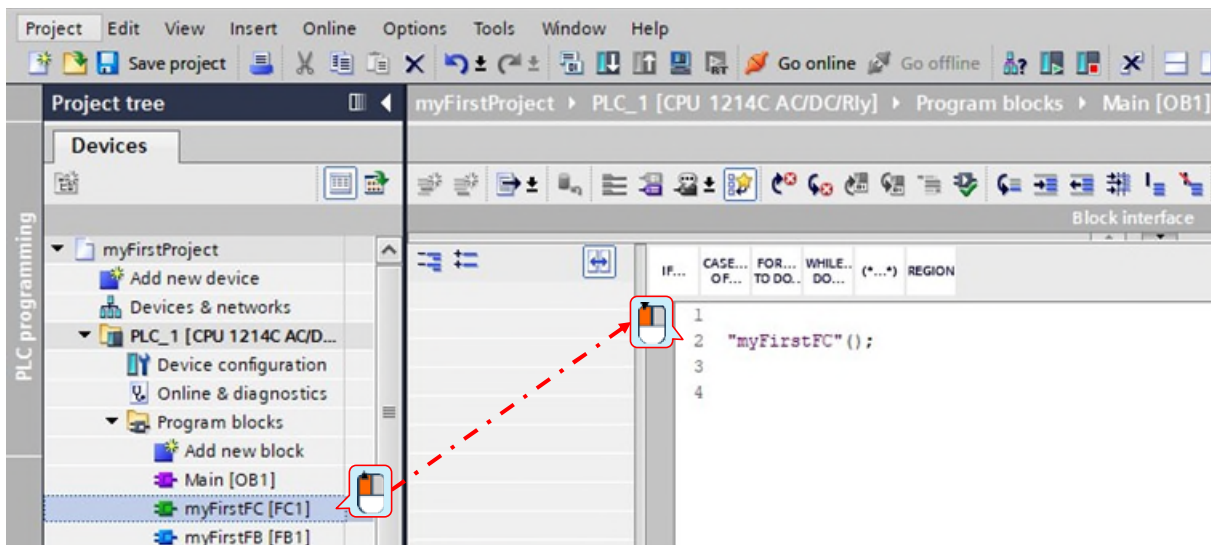 Project Edit View Insert Online Options Tools Window Help
Save project Go online Go offline
Project tree
myFirstProject ▸ PLC_1 [CPU 1214C AC/DC/Rly] ▸ Program blocks ▸ Main [OB1]
Devices
Block interface
PLC programming
myFirstProject
Add new device
Devices & networks
PLC_1 [CPU 1214C AC/D...
Device configuration
Online & diagnostics
Program blocks
Add new block
Main [OB1]
myFirstFC [FC1]
myFirstFB [FB1]
IF... CASE... FOR... WHILE.. (*...*) REGION
OF... TO DO.. DO...
1
2 "myFirstFC"();
3
4